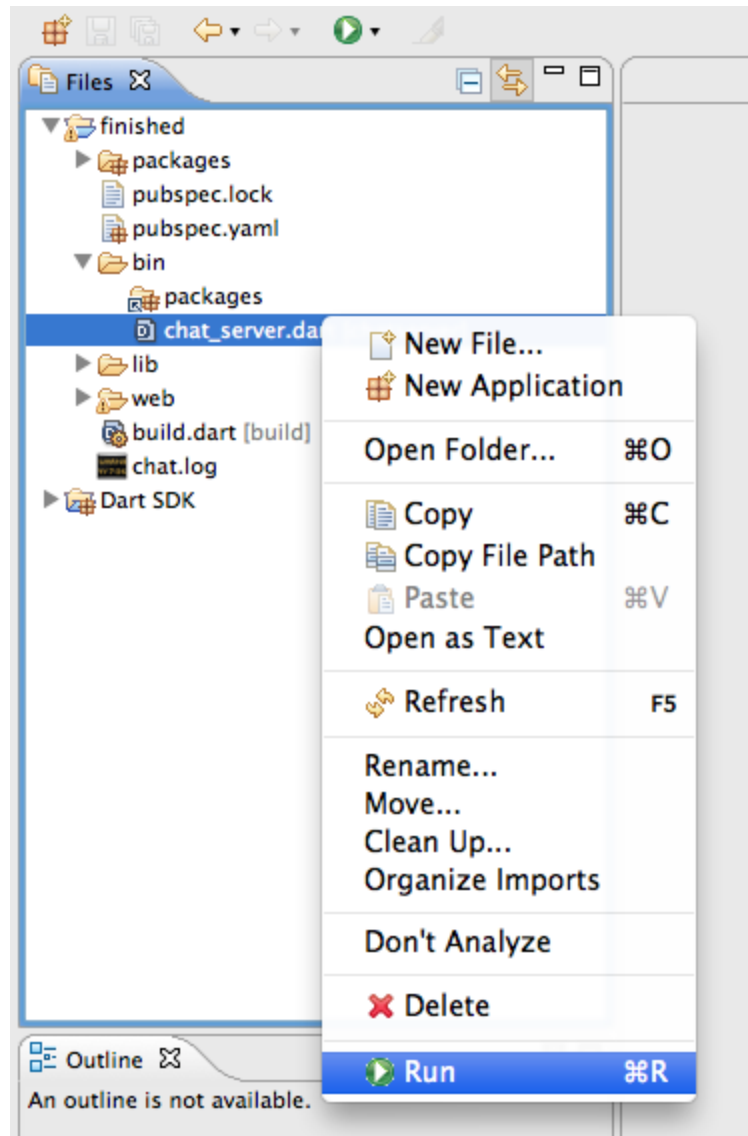 Files
finished
packages
pubspec.lock
pubspec.yaml
bin
packages
chat_server.dart
lib
web
build.dart [build]
chat.log
Dart SDK
New File...
New Application
Open Folder... ⌘O
Copy ⌘C
Copy File Path
Paste ⌘V
Open as Text
Refresh F5
Rename...
Move...
Clean Up...
Organize Imports
Don't Analyze
Delete
Run ⌘R
Outline
An outline is not available.